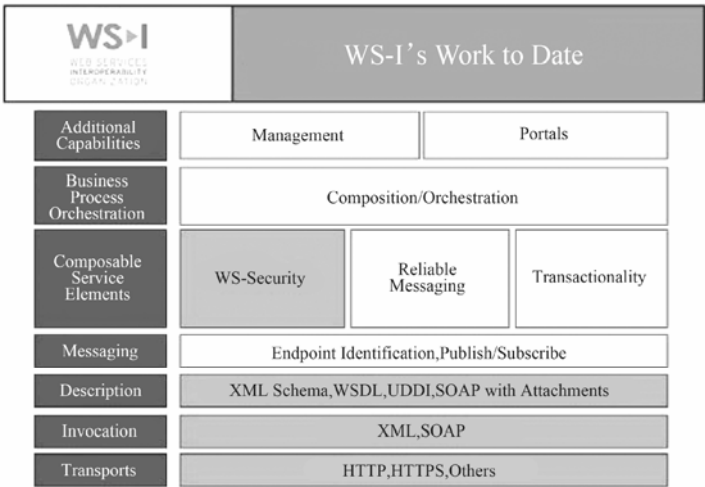 WS-I
WEB SERVICES
INTEROPERABILITY
ORGANIZATION
WS-I's Work to Date
Additional
Capabilities
Management
Portals
Business
Process
Orchestration
Composition/Orchestration
Composable
Service
Elements
WS-Security
Reliable
Messaging
Transactionality
Messaging
Endpoint Identification,Publish/Subscribe
Description
XML Schema,WSDL,UDDI,SOAP with Attachments
Invocation
XML,SOAP
Transports
HTTP,HTTPS,Others